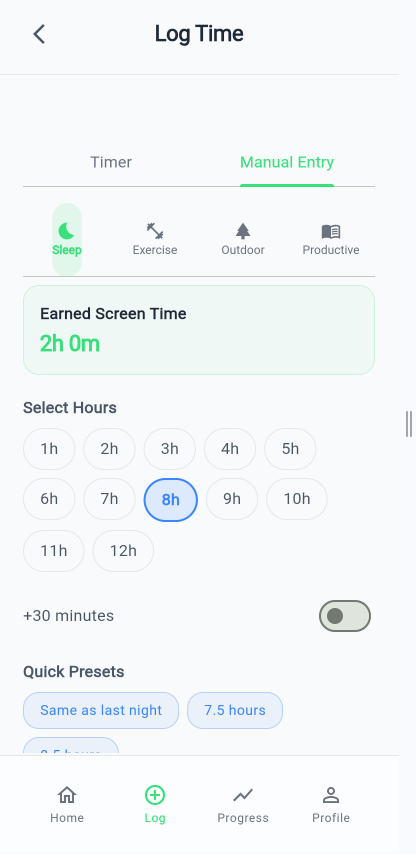 Log Time
Timer Manual Entry
Sleep Exercise Outdoor Productive
Earned Screen Time
2h 0m
Select Hours
1h 2h 3h 4h 5h
6h 7h 8h 9h 10h
11h 12h
+30 minutes
Quick Presets
Same as last night 7.5 hours
Home Log Progress Profile